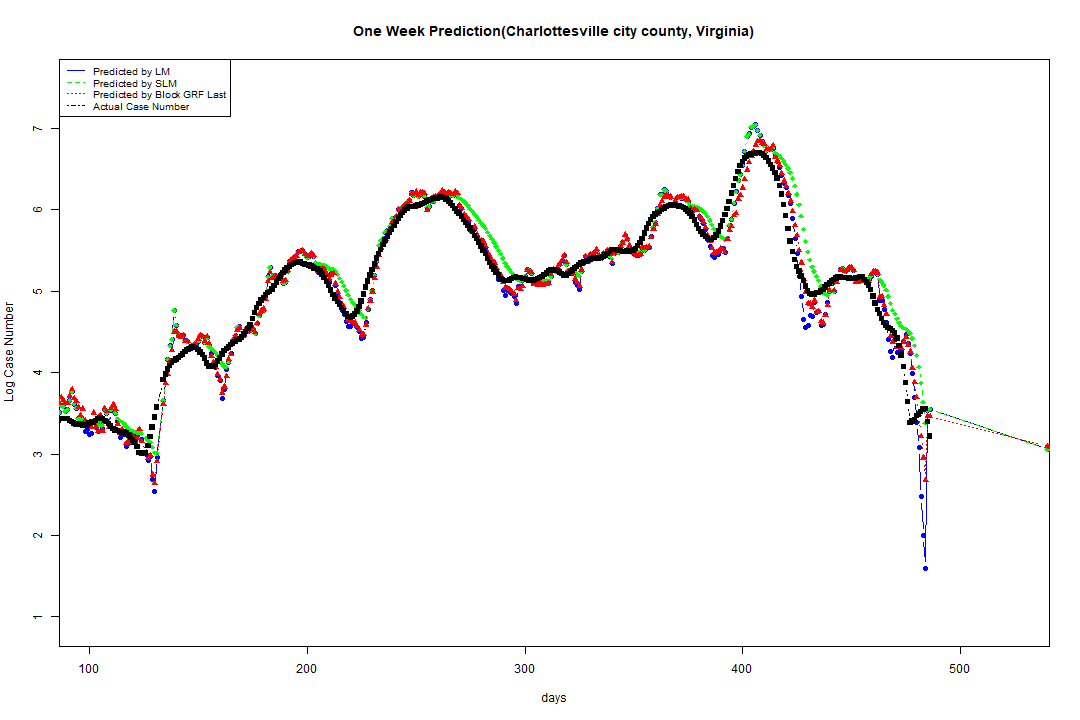 One Week Prediction(Charlottesville city county, Virginia)
Predicted by LM
Predicted by SLM
Predicted by Block GRF Last
Actual Case Number
7
6
5
4
3
2
1
Log Case Number
100 200 300 400 500
days